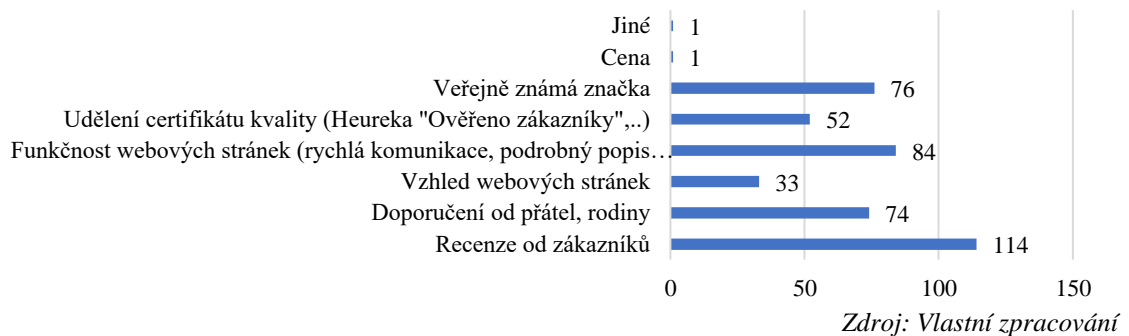 Jiné 1
Cena 1
Veřejně známá značka 76
Udělení certifikátu kvality (Heureka "Ověřeno zákazníky",..) 52
Funkčnost webových stránek (rychlá komunikace, podrobný popis… 84
Vzhled webových stránek 33
Doporučení od přátel, rodiny 74
Recenze od zákazníků 114
0 50 100 150
Zdroj: Vlastní zpracování